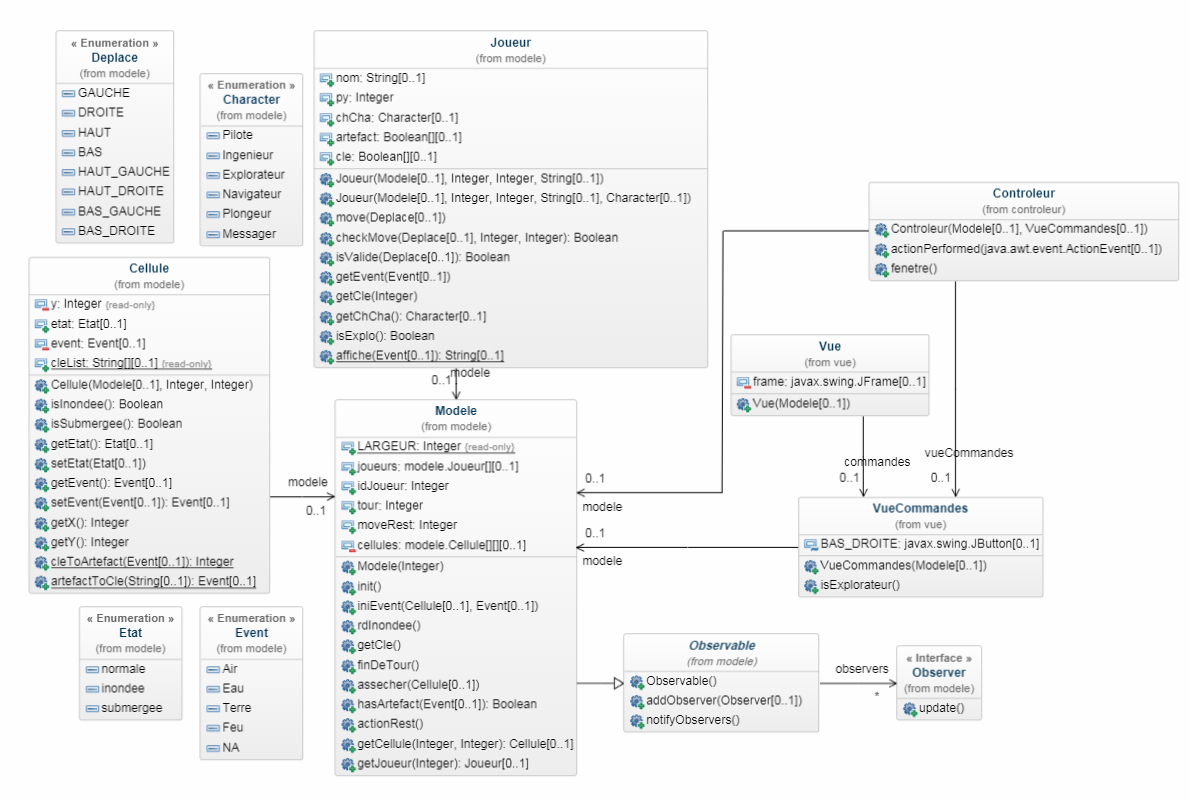 « Enumeration »
Deplace
(from modele)
GAUCHE
DROITE
HAUT
BAS
HAUT_GAUCHE
HAUT_DROITE
BAS_GAUCHE
BAS_DROITE
« Enumeration »
Character
(from modele)
Pilote
Ingenieur
Explorateur
Navigateur
Plongeur
Messager
Joueur
(from modele)
nom: String[0..1]
py: Integer
chCha: Character[0..1]
artefact: Boolean[][0..1]
cle: Boolean[][0..1]
Joueur(Modele[0..1], Integer, Integer, String[0..1])
Joueur(Modele[0..1], Integer, Integer, String[0..1], Character[0..1])
move(Deplace[0..1])
checkMove(Deplace[0..1], Integer, Integer): Boolean
isValide(Deplace[0..1]): Boolean
getEvent(Event[0..1])
getCle(Integer)
getChCha(): Character[0..1]
isExplo(): Boolean
affiche(Event[0..1]): String[0..1]
modele
0..1
Controleur
(from controleur)
Controleur(Modele[0..1], VueCommandes[0..1])
actionPerformed(java.awt.event.ActionEvent[0..1])
fenetre()
Cellule
(from modele)
y: Integer {read-only}
etat: Etat[0..1]
event: Event[0..1]
cleList: String[][0..1] {read-only}
Cellule(Modele[0..1], Integer, Integer)
isInondee(): Boolean
isSubmergee(): Boolean
getEtat(): Etat[0..1]
setEtat(Etat[0..1])
getEvent(): Event[0..1]
setEvent(Event[0..1]): Event[0..1]
getX(): Integer
getY(): Integer
cleToArtefact(Event[0..1]): Integer
artefactToCle(String[0..1]): Event[0..1]
modele
0..1
Modele
(from modele)
LARGEUR: Integer {read-only}
joueurs: modele.Joueur[][0..1]
idJoueur: Integer
tour: Integer
moveRest: Integer
cellules: modele.Cellule[][][0..1]
Modele(Integer)
init()
iniEvent(Cellule[0..1], Event[0..1])
rdInondee()
getCle()
finDeTour()
assecher(Cellule[0..1])
hasArtefact(Event[0..1]): Boolean
actionRest()
getCellule(Integer, Integer): Cellule[0..1]
getJoueur(Integer): Joueur[0..1]
0..1
modele
0..1
modele
Vue
(from vue)
frame: javax.swing.JFrame[0..1]
Vue(Modele[0..1])
commandes
0..1
vueCommandes
0..1
VueCommandes
(from vue)
BAS_DROITE: javax.swing.JButton[0..1]
VueCommandes(Modele[0..1])
isExplorateur()
« Enumeration »
Etat
(from modele)
normale
inondee
submergee
« Enumeration »
Event
(from modele)
Air
Eau
Terre
Feu
NA
Observable
(from modele)
Observable()
addObserver(Observer[0..1])
notifyObservers()
observers
*
« Interface »
Observer
(from modele)
update()